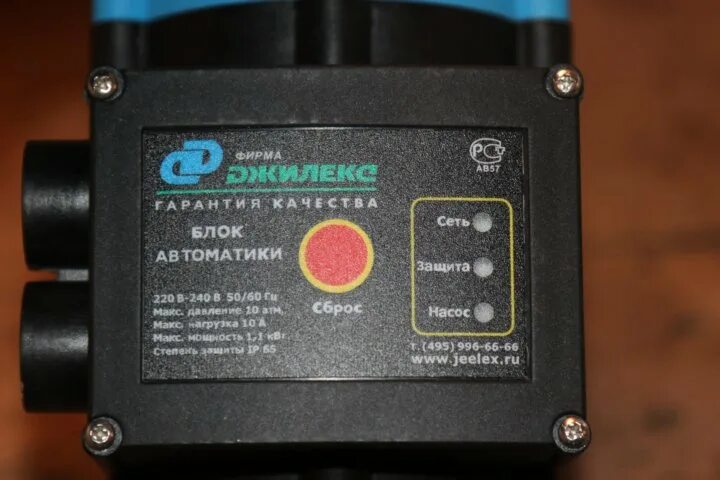 ФИРМА
ДЖИЛЕКС
ГАРАНТИЯ КАЧЕСТВА
БЛОК
АВТОМАТИКИ
220 В-240 В 50/60 Гц
Макс. давление 10 атм.
Макс. нагрузка 10 А
Макс. мощность 1,1 кВт
Степень защиты IP 65
Сброс
РС
АВ57
Сеть
Защита
Насос
т. (495) 996-66-66
www.jeelex.ru